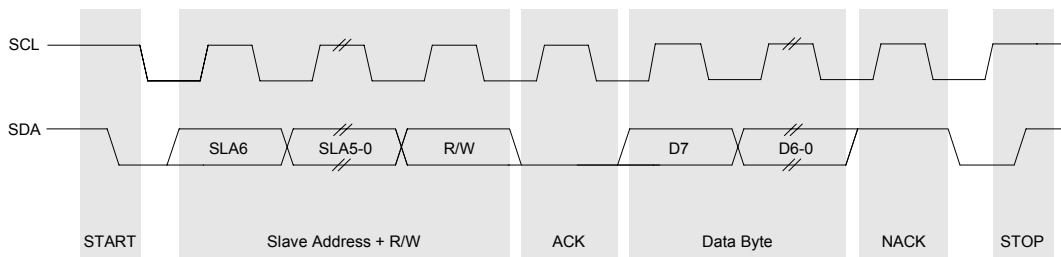 SCL
SDA
SLA6 SLA5-0 R/W D7 D6-0
START Slave Address + R/W ACK Data Byte NACK STOP